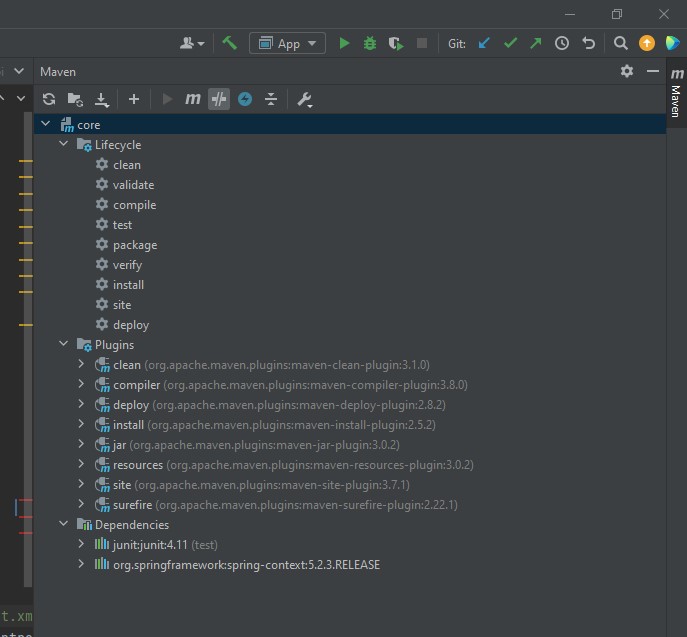 App
Git:
Maven
m
Maven
m
core
Lifecycle
clean
validate
compile
test
package
verify
install
site
deploy
Plugins
clean (org.apache.maven.plugins:maven-clean-plugin:3.1.0)
compiler (org.apache.maven.plugins:maven-compiler-plugin:3.8.0)
deploy (org.apache.maven.plugins:maven-deploy-plugin:2.8.2)
install (org.apache.maven.plugins:maven-install-plugin:2.5.2)
jar (org.apache.maven.plugins:maven-jar-plugin:3.0.2)
resources (org.apache.maven.plugins:maven-resources-plugin:3.0.2)
site (org.apache.maven.plugins:maven-site-plugin:3.7.1)
surefire (org.apache.maven.plugins:maven-surefire-plugin:2.22.1)
Dependencies
junit:junit:4.11 (test)
org.springframework:spring-context:5.2.3.RELEASE
t.xm